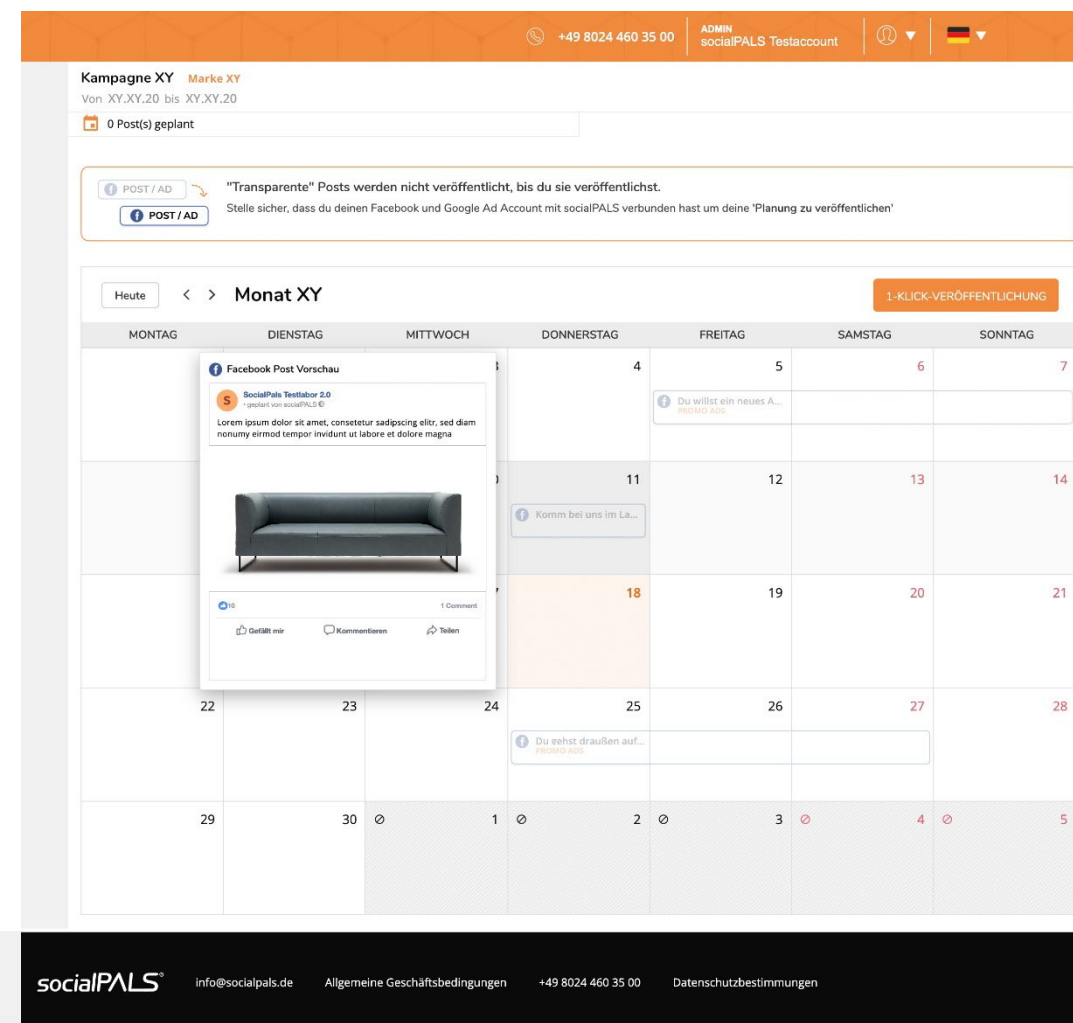 +49 8024 460 35 00
ADMIN
socialPALS Testaccount
Kampagne XY Marke XY
Von XY.XY.20 bis XY.XY.20
0 Post(s) geplant
POST / AD
POST / AD
"Transparente" Posts werden nicht veröffentlicht, bis du sie veröffentlichst.
Stelle sicher, dass du deinen Facebook und Google Ad Account mit socialPALS verbunden hast um deine 'Planung zu veröffentlichen'
Heute < > Monat XY
1-KLICK-VERÖFFENTLICHUNG
MONTAG DIENSTAG MITTWOCH DONNERSTAG FREITAG SAMSTAG SONNTAG
4 5 6 7
Facebook Post Vorschau
S
SocialPals Testlabor 2.0
• geplant von socialPALS
Lorem ipsum dolor sit amet, consetetur sadipscing elitr, sed diam
nonumy eirmod tempor invidunt ut labore et dolore magna
10 1 Comment
Gefällt mir Kommentieren Teilen
Du willst ein neues A...
PROMO ADS
11 12 13 14
Komm bei uns im La...
18 19 20 21
22 23 24 25 26 27 28
Du gehst draußen auf...
PROMO ADS
29 30 1 2 3 4 5
socialPALS info@socialpals.de Allgemeine Geschäftsbedingungen +49 8024 460 35 00 Datenschutzbestimmungen